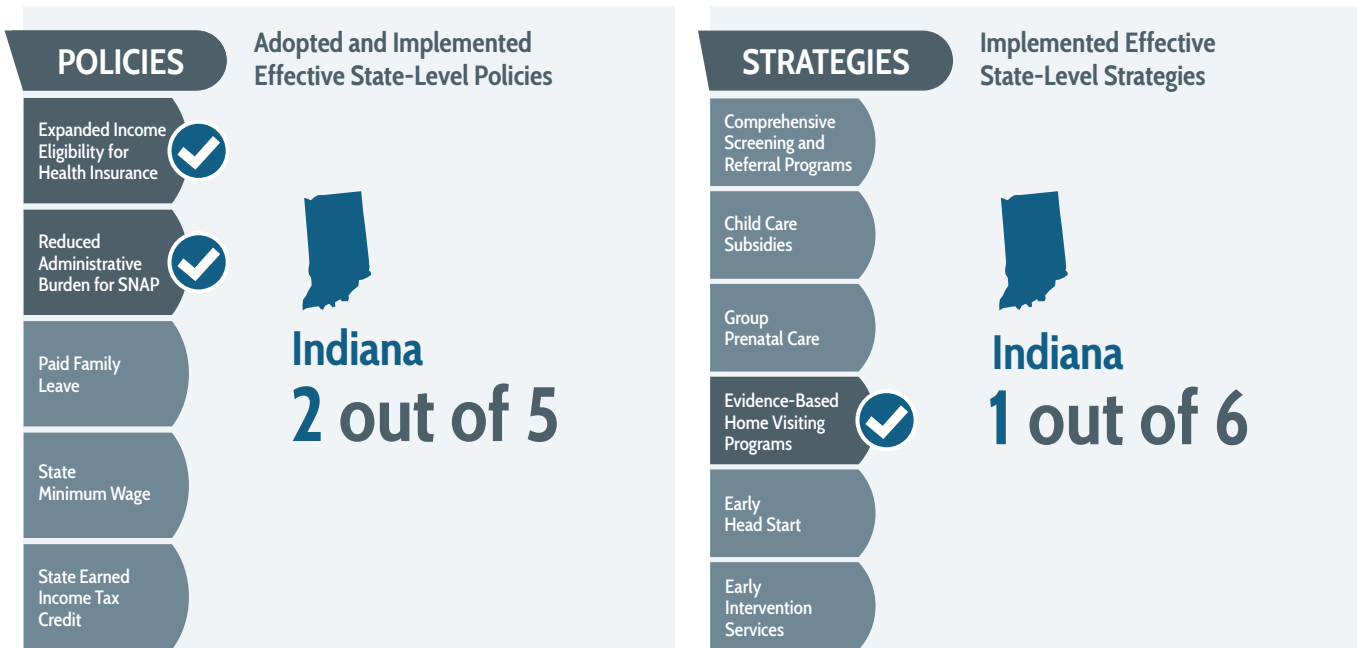 POLICIES
Adopted and Implemented
Effective State-Level Policies
Expanded Income
Eligibility for
Health Insurance
Reduced
Administrative
Burden for SNAP
Paid Family
Leave
State
Minimum Wage
State Earned
Income Tax
Credit
Indiana
2 out of 5
STRATEGIES
Implemented Effective
State-Level Strategies
Comprehensive
Screening and
Referral Programs
Child Care
Subsidies
Group
Prenatal Care
Evidence-Based
Home Visiting
Programs
Early
Head Start
Early
Intervention
Services
Indiana
1 out of 6